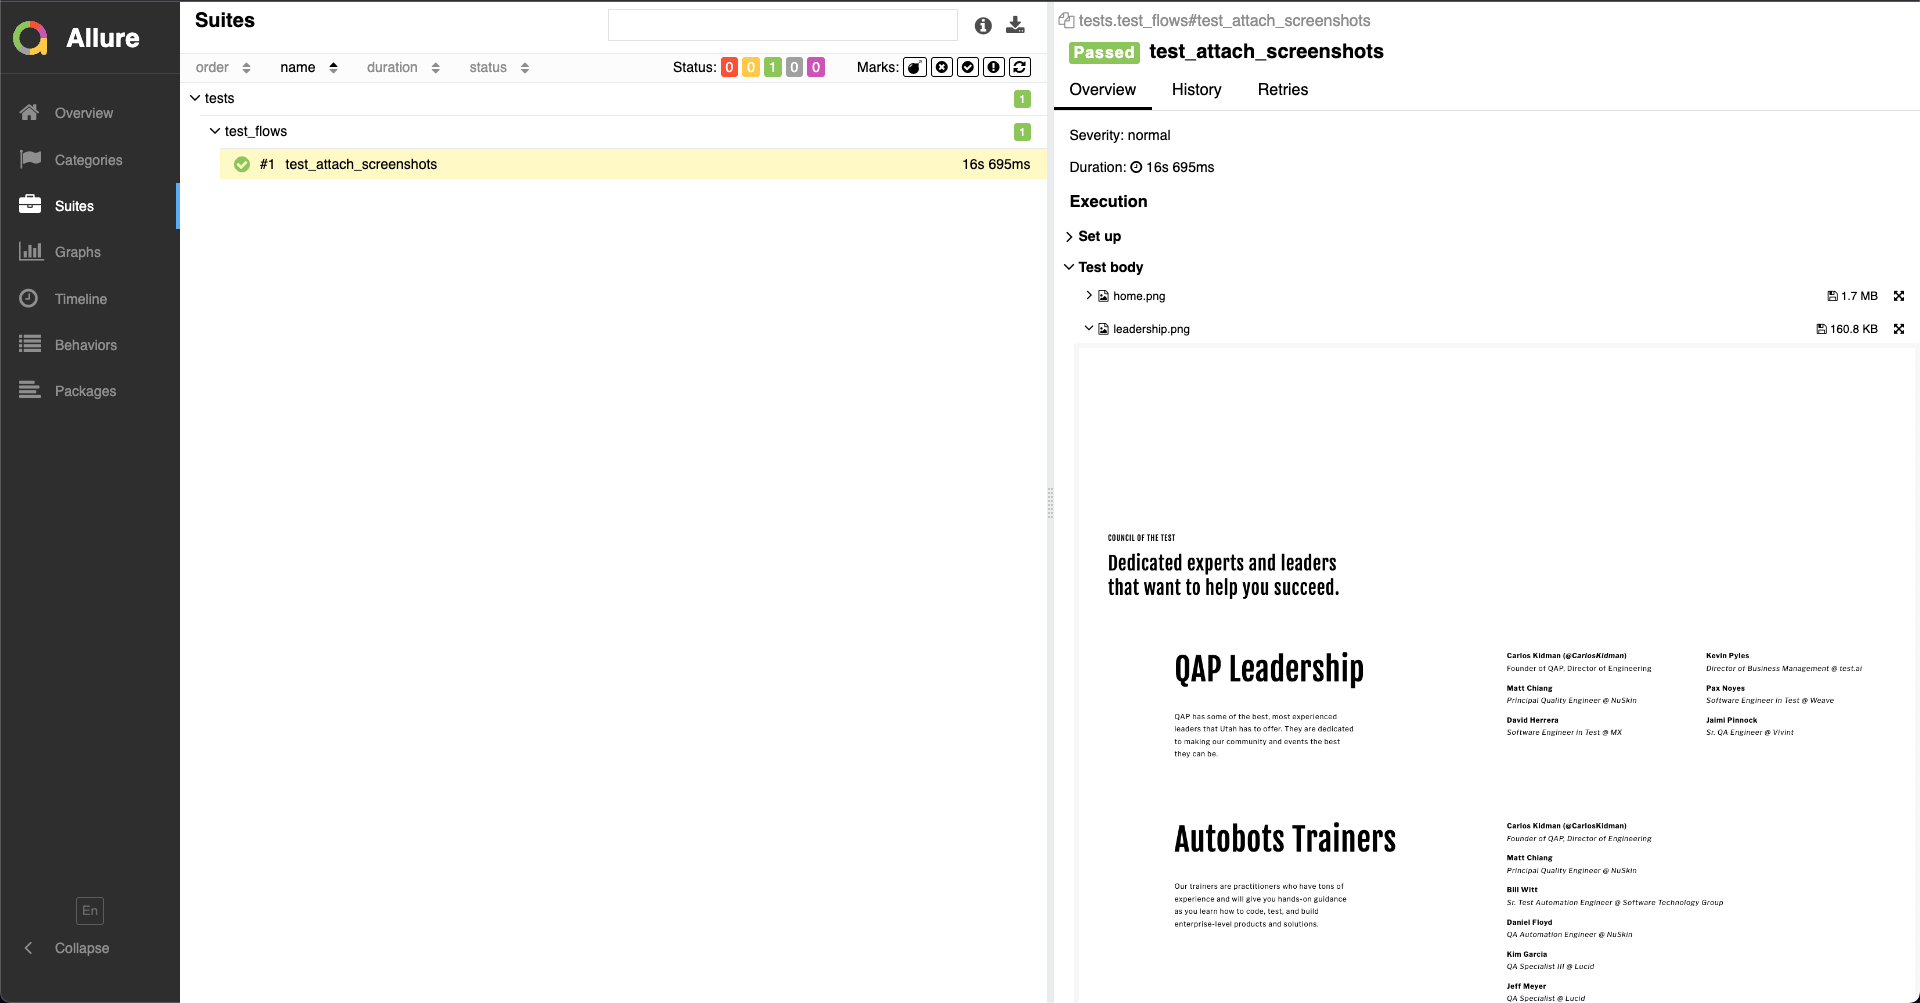 Allure
Overview
Categories
Suites
Graphs
Timeline
Behaviors
Packages
En
Collapse
Suites
order name duration status Status: 0 0 1 0 0 Marks:
tests 1
test_flows 1
#1 test_attach_screenshots 16s 695ms
tests.test_flows#test_attach_screenshots
Passed test_attach_screenshots
Overview History Retries
Severity: normal
Duration: 16s 695ms
Execution
Set up
Test body
home.png 1.7 MB
leadership.png 160.8 KB
COUNCIL OF THE TEST
Dedicated experts and leaders
that want to help you succeed.
QAP Leadership
QAP has some of the best, most experienced
leaders that Utah has to offer. They are dedicated
to making our community and events the best
they can be.
Carlos Kidman (@CarlosKidman)
Founder of QAP, Director of Engineering
Matt Chiang
Principal Quality Engineer @ NuSkin
David Herrera
Software Engineer in Test @ MX
Kevin Pyles
Director of Business Management @ test.ai
Pax Noyes
Software Engineer in Test @ Weave
Jaimi Pinnock
Sr. QA Engineer @ Vivint
Autobots Trainers
Our trainers are practitioners who have tons of
experience and will give you hands-on guidance
as you learn how to code, test, and build
enterprise-level products and solutions.
Carlos Kidman (@CarlosKidman)
Founder of QAP, Director of Engineering
Matt Chiang
Principal Quality Engineer @ NuSkin
Bill Witt
Sr. Test Automation Engineer @ Software Technology Group
Daniel Floyd
QA Automation Engineer @ NuSkin
Kim Garcia
QA Specialist III @ Lucid
Jeff Meyer
QA Specialist @ Lucid